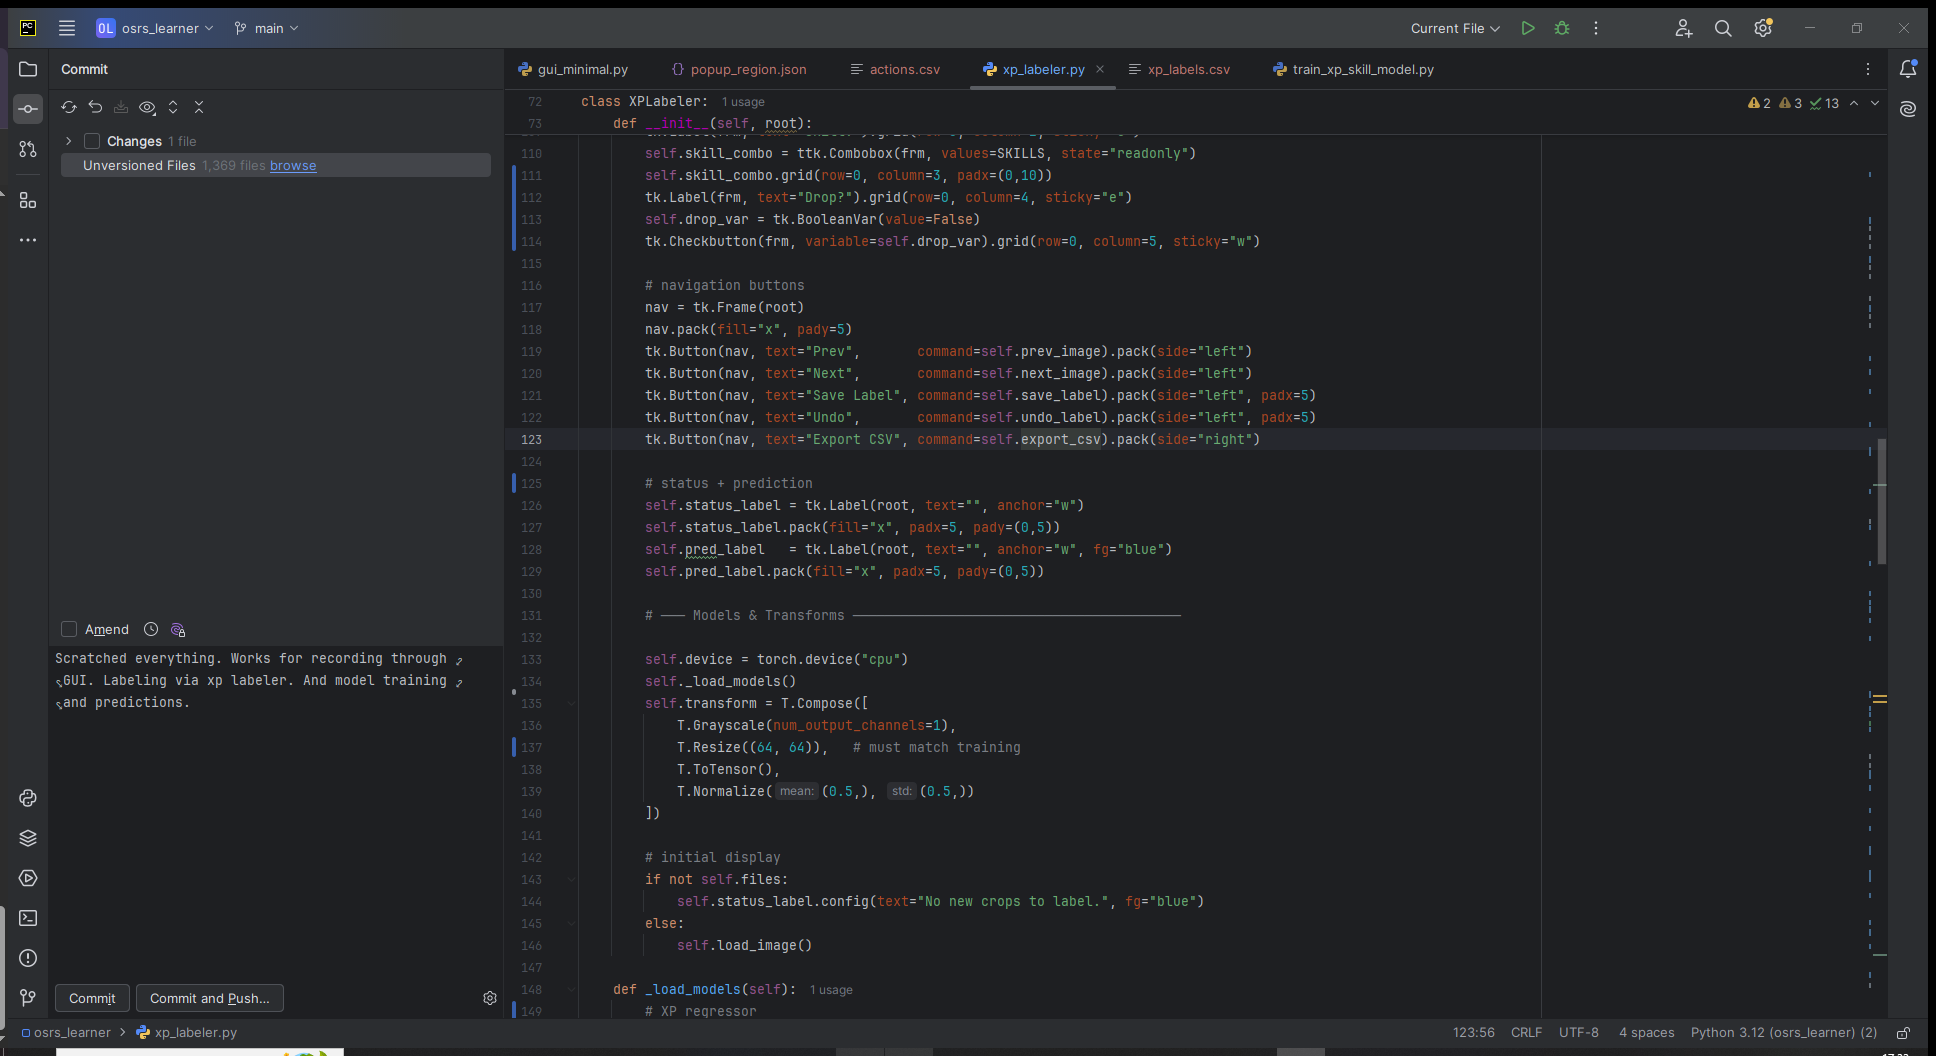 PC
OL osrs_learner
main
Current File
Commit
gui_minimal.py
popup_region.json
actions.csv
xp_labeler.py
xp_labels.csv
train_xp_skill_model.py
Changes 1 file
Unversioned Files 1,369 files browse
Amend
Scratched everything. Works for recording through
GUI. Labeling via xp labeler. And model training
and predictions.
Commit
Commit and Push...
2 3 13
72 class XPLabeler: 1 usage
73 def __init__(self, root):
110 self.skill_combo = ttk.Combobox(frm, values=SKILLS, state="readonly")
111 self.skill_combo.grid(row=0, column=3, padx=(0,10))
112 tk.Label(frm, text="Drop?").grid(row=0, column=4, sticky="e")
113 self.drop_var = tk.BooleanVar(value=False)
114 tk.Checkbutton(frm, variable=self.drop_var).grid(row=0, column=5, sticky="w")
115
116 # navigation buttons
117 nav = tk.Frame(root)
118 nav.pack(fill="x", pady=5)
119 tk.Button(nav, text="Prev",       command=self.prev_image).pack(side="left")
120 tk.Button(nav, text="Next",       command=self.next_image).pack(side="left")
121 tk.Button(nav, text="Save Label", command=self.save_label).pack(side="left", padx=5)
122 tk.Button(nav, text="Undo",       command=self.undo_label).pack(side="left", padx=5)
123 tk.Button(nav, text="Export CSV", command=self.export_csv).pack(side="right")
124
125 # status + prediction
126 self.status_label = tk.Label(root, text="", anchor="w")
127 self.status_label.pack(fill="x", padx=5, pady=(0,5))
128 self.pred_label   = tk.Label(root, text="", anchor="w", fg="blue")
129 self.pred_label.pack(fill="x", padx=5, pady=(0,5))
130
131 # ─── Models & Transforms ─────────────────────────────────────────
132
133 self.device = torch.device("cpu")
134 self._load_models()
135 self.transform = T.Compose([
136 T.Grayscale(num_output_channels=1),
137 T.Resize((64, 64)),   # must match training
138 T.ToTensor(),
139 T.Normalize( mean: (0.5,), std: (0.5,))
140 ])
141
142 # initial display
143 if not self.files:
144 self.status_label.config(text="No new crops to label.", fg="blue")
145 else:
146 self.load_image()
147
148 def _load_models(self): 1 usage
149 # XP regressor
osrs_learner > xp_labeler.py
123:56 CRLF UTF-8 4 spaces Python 3.12 (osrs_learner) (2)